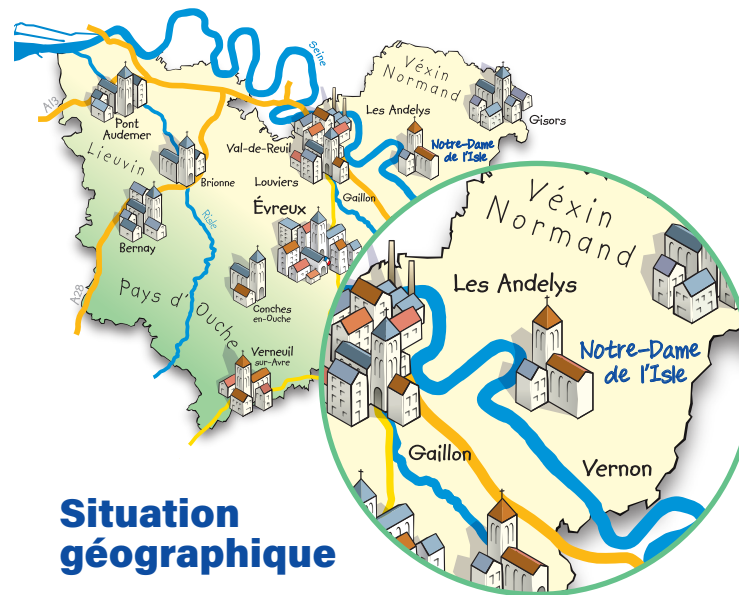 Seine
Véxin
Normand
A13
Pont
Audemer
Les Andelys
Gisors
Lieuvin
Val-de-Reuil
Notre-Dame
de l'Isle
Brionne
Louviers
Gaillon
Évreux
Risle
Bernay
A28
Pays d'Ouche
Conches
en-Ouche
Verneuil
sur-Avre
Véxin
Normand
Les Andelys
Notre-Dame
de l'Isle
Gaillon
Vernon
Situation
géographique